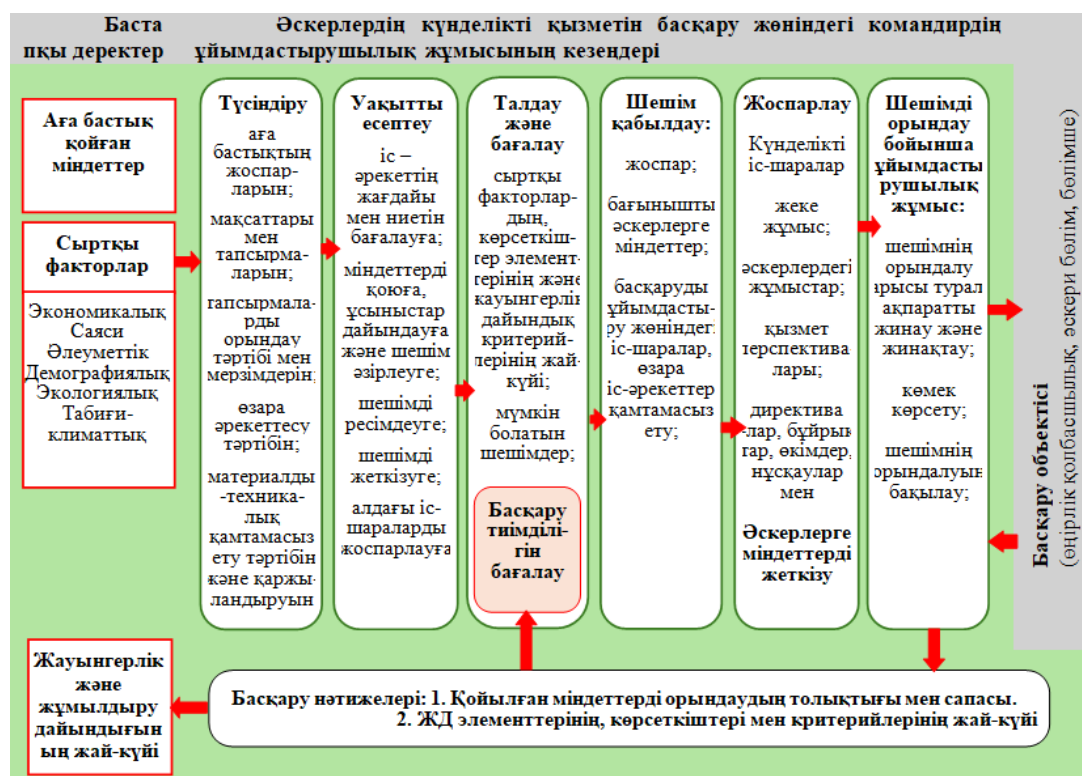 Баста
пқы деректер
Әскерлердің күнделікті қызметін басқару жөніндегі командирдің
ұйымдастырушылық жұмысының кезеңдері
Аға бастық
қойған
міндеттер
Сыртқы
факторлар
Экономикалық
Саяси
Әлеуметтік
Демографиялық
Экологиялық
Табиғи-
климаттық
Түсіндіру
аға
бастықтың
жоспар-
ларын;
мақсаттары
мен
тапсырма-
ларын;
тапсырмала-
рды
орындау
тәртібі мен
мерзімдерін;
өзара
әрекеттесу
тәртібін;
материалды
-техника-
лық
қамтамасыз
ету тәртібін
және қаржы-
ландыруын
Уақытты
есептеу
іс –
әрекеттің
жағдайы
мен ниетін
бағалауға;
міндеттерді
қоюға,
ұсыныстар
дайындауға
және шешім
әзірлеуге;
шешімді
ресімдеуге;
шешімді
жеткізуге;
алдағы іс-
шараларды
жоспарлауға
Талдау
және
бағалау
сыртқы
факторлар-
дың,
көрсеткіш-
тер элемент-
терінің және
жауынгерлік
дайындық
критерий-
лерінің жай-
күйі;
мүмкін
болатын
шешімдер;
Басқару
тиімділі-
гін
бағалау
Шешім
қабылдау:
жоспар;
бағынышты
әскерлерге
міндеттер;
басқаруды
ұйымдасты-
ру жөніндегі
іс-шаралар,
өзара
іс-әрекеттер
қамтамасыз
ету;
Жоспарлау
Күнделікті
іс-шаралар
жеке
жұмыс;
әскерлердегі
жұмыстар;
қызмет
перспектива-
лары;
директива
-лар, бұйрық
тар, өкімдер,
нұсқаулар
мен
Әскерлерге
міндеттерді
жеткізу
Шешімді
орындау
бойынша
ұйымдасты
рушылық
жұмыс:
шешімнің
орындалу
барысы турал
ақпаратты
жинау және
жинақтау;
көмек
көрсету;
шешімнің
орындалуын
бақылау;
Басқару объектісі
(өңірлік қолбасшылық, әскери бөлім, бөлімше)
Жауынгерлік
және
жұмылдыру
дайындығын
ың жай-күйі
Басқару нәтижелері: 1. Қойылған міндеттерді орындаудың толықтығы мен сапасы.
2. ЖД элементтерінің, көрсеткіштері мен критерийлерінің жай-күйі